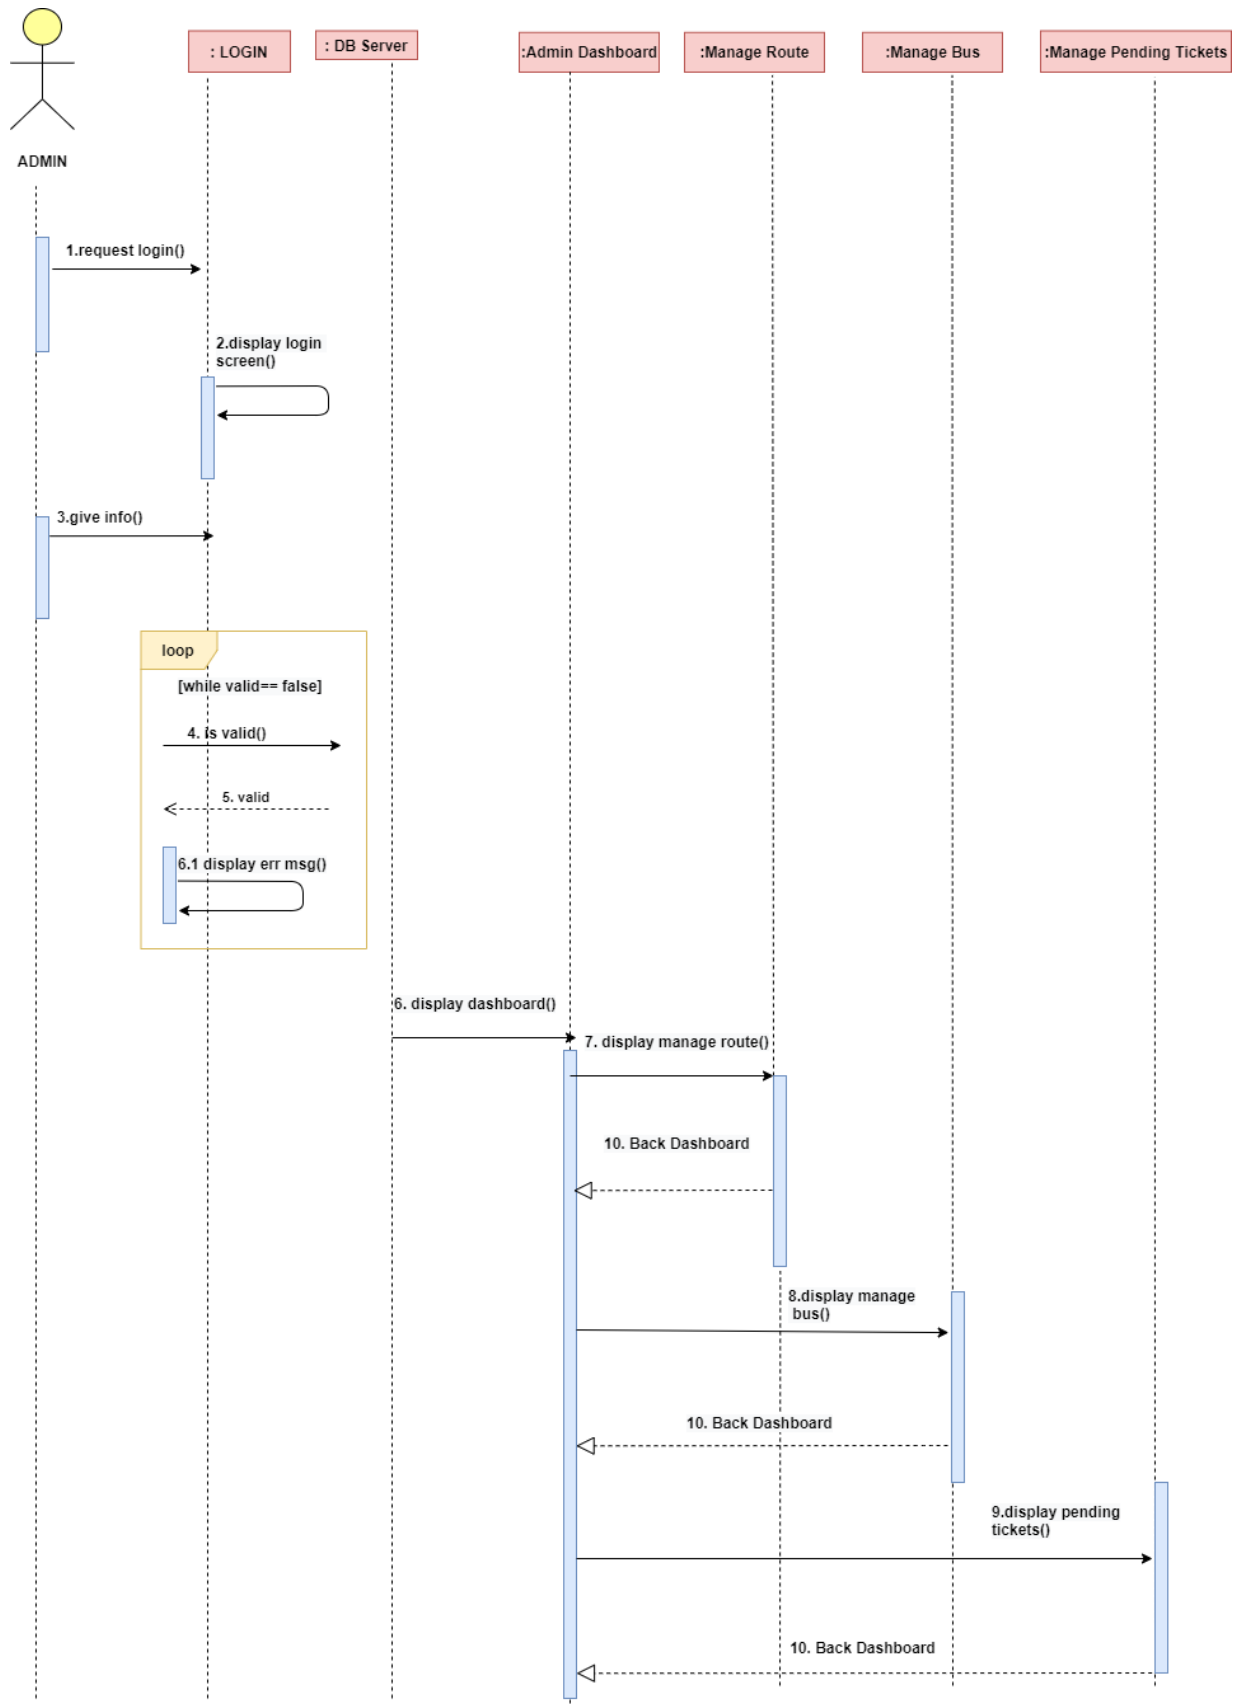 : LOGIN
: DB Server
:Admin Dashboard
:Manage Route
:Manage Bus
:Manage Pending Tickets
ADMIN
1.request login()
2.display login
screen()
3.give info()
loop
[while valid== false]
4. is valid()
5. valid
6.1 display err msg()
6. display dashboard()
7. display manage route()
10. Back Dashboard
8.display manage
bus()
10. Back Dashboard
9.display pending
tickets()
10. Back Dashboard